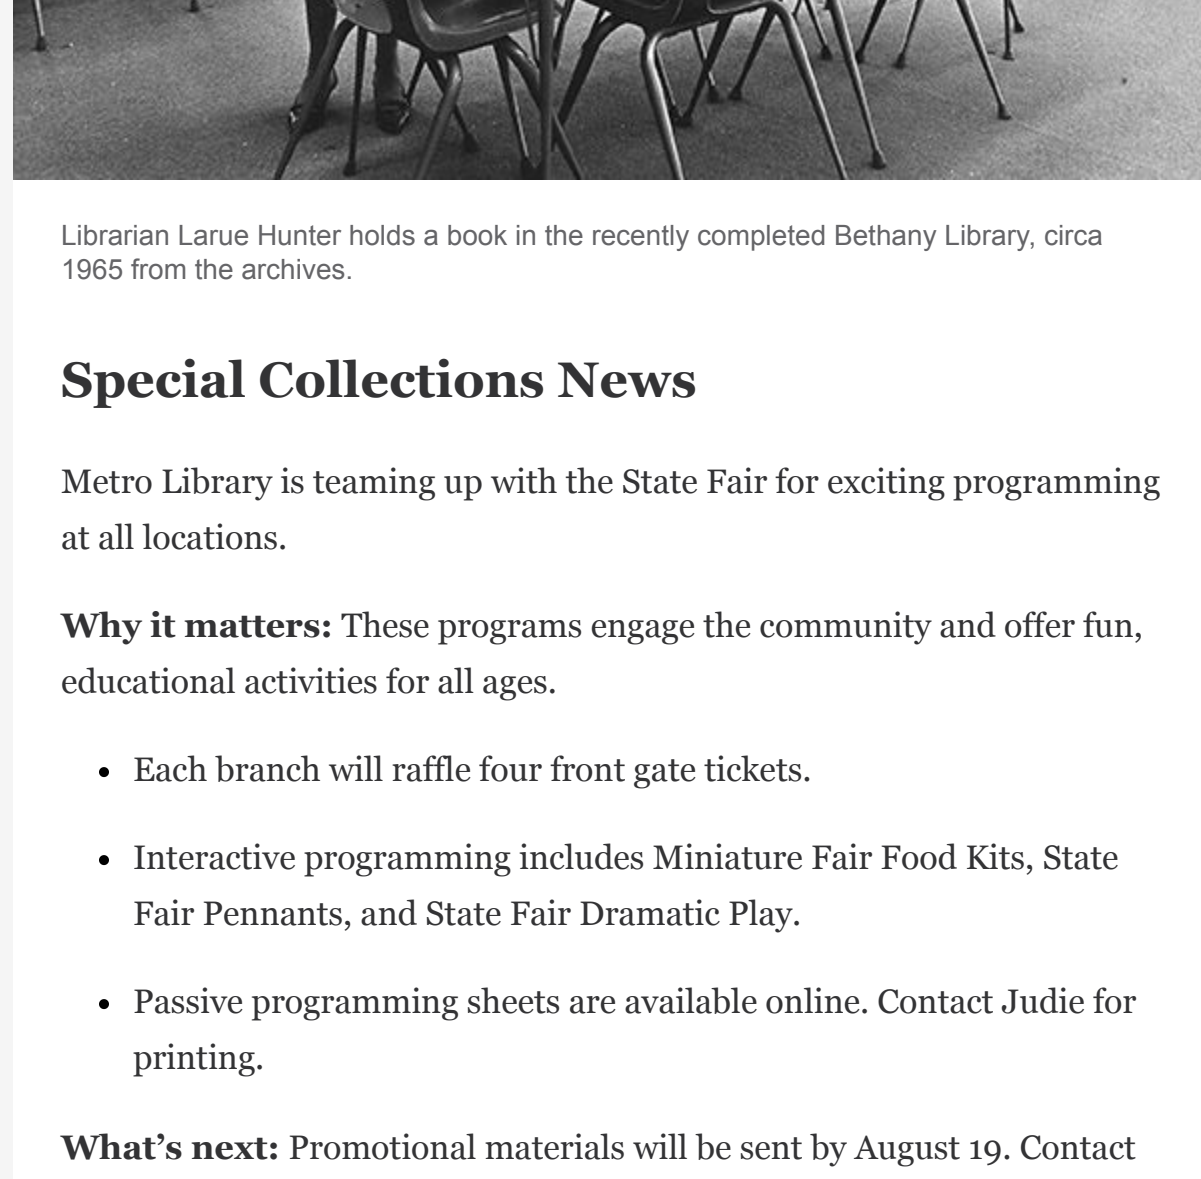 Librarian Larue Hunter holds a book in the recently completed Bethany Library, circa
1965 from the archives.
Special Collections News
Metro Library is teaming up with the State Fair for exciting programming
at all locations.
Why it matters: These programs engage the community and offer fun,
educational activities for all ages.
• Each branch will raffle four front gate tickets.
• Interactive programming includes Miniature Fair Food Kits, State
Fair Pennants, and State Fair Dramatic Play.
• Passive programming sheets are available online. Contact Judie for
printing.
What’s next: Promotional materials will be sent by August 19. Contact